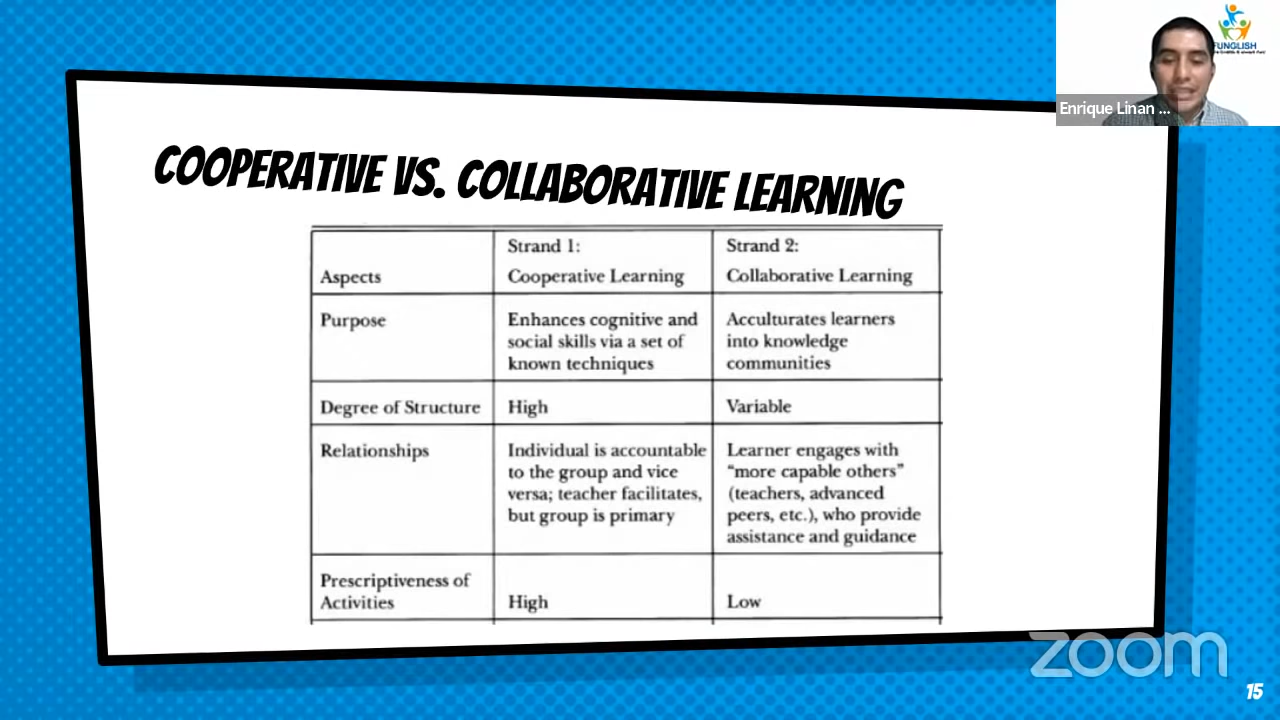 FUNGLISH
Enrique Linan ...
COOPERATIVE VS. COLLABORATIVE LEARNING
Aspects
Strand 1:
Cooperative Learning
Strand 2:
Collaborative Learning
Purpose
Enhances cognitive and
social skills via a set of
known techniques
Acculturates learners
into knowledge
communities
Degree of Structure
High
Variable
Relationships
Individual is accountable
to the group and vice
versa; teacher facilitates,
but group is primary
Learner engages with
“more capable others”
(teachers, advanced
peers, etc.), who provide
assistance and guidance
Prescriptiveness of
Activities
High
Low
zoom
15